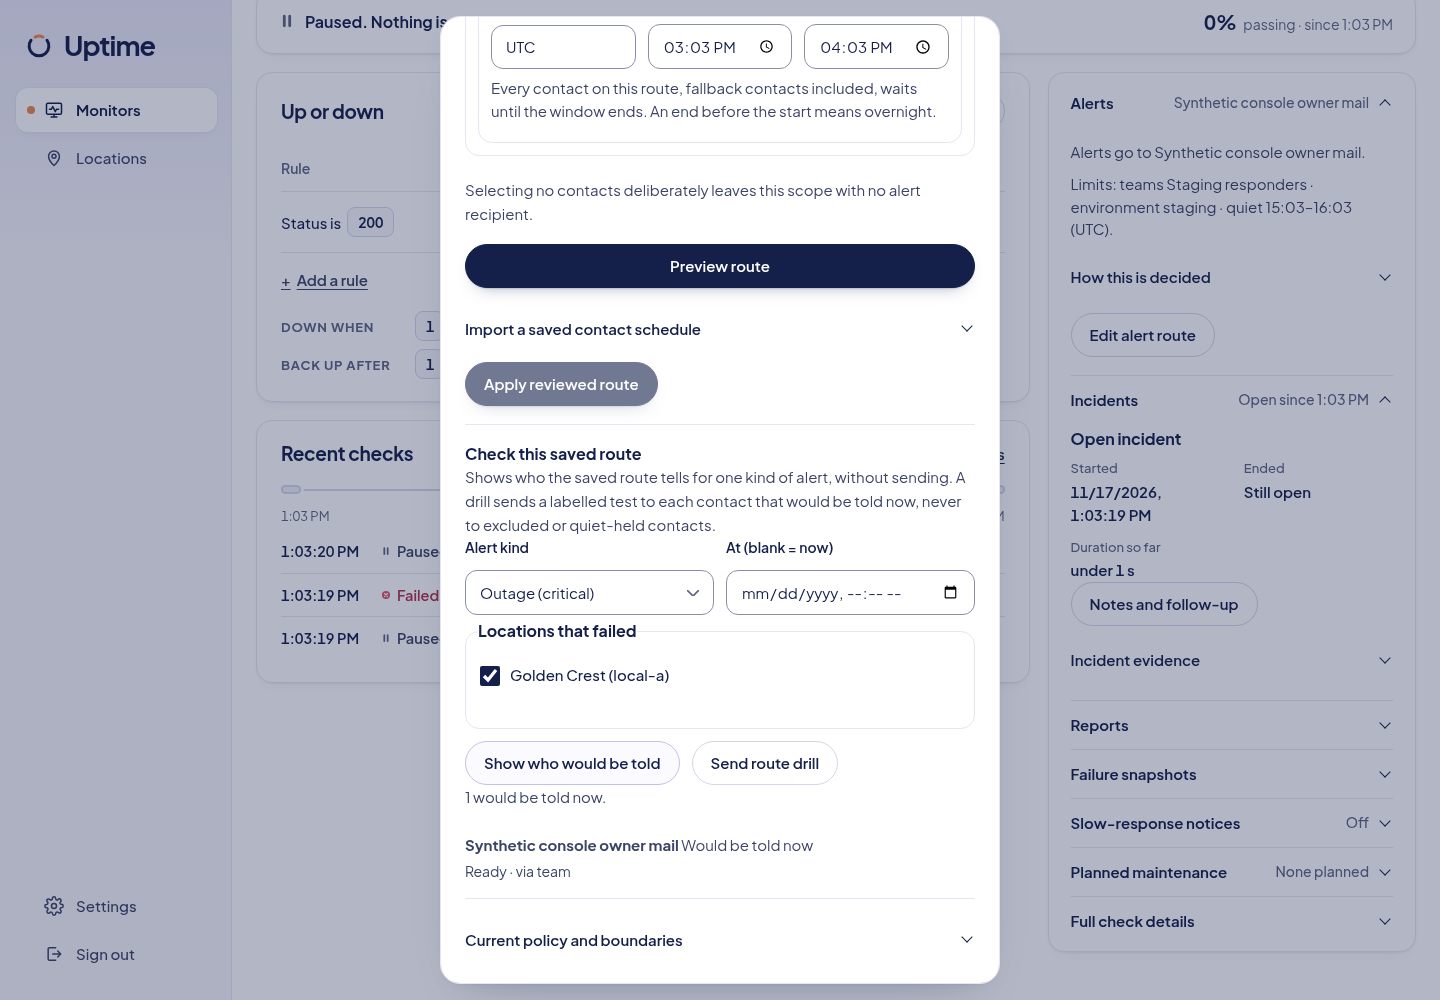 Uptime
Monitors
Locations
Settings
Sign out
Paused. Nothing is
0% passing · since 1:03 PM
Up or down
Rule
Status is 200
+ Add a rule
DOWN WHEN 1
BACK UP AFTER 1
Recent checks
1:03 PM
1:03:20 PM Paused
1:03:19 PM Failed
1:03:19 PM Paused
UTC
03:03 PM
04:03 PM
Every contact on this route, fallback contacts included, waits
until the window ends. An end before the start means overnight.
Selecting no contacts deliberately leaves this scope with no alert
recipient.
Preview route
Import a saved contact schedule
Apply reviewed route
Check this saved route
Shows who the saved route tells for one kind of alert, without sending. A
drill sends a labelled test to each contact that would be told now, never
to excluded or quiet-held contacts.
Alert kind
At (blank = now)
Outage (critical)
mm/dd/yyyy, --:-- --
Locations that failed
Golden Crest (local-a)
Show who would be told
Send route drill
1 would be told now.
Synthetic console owner mail Would be told now
Ready · via team
Current policy and boundaries
Alerts
Synthetic console owner mail
Alerts go to Synthetic console owner mail.
Limits: teams Staging responders ·
environment staging · quiet 15:03–16:03
(UTC).
How this is decided
Edit alert route
Incidents
Open since 1:03 PM
Open incident
Started
Ended
11/17/2026,
1:03:19 PM
Still open
Duration so far
under 1 s
Notes and follow-up
Incident evidence
Reports
Failure snapshots
Slow-response notices
Off
Planned maintenance
None planned
Full check details